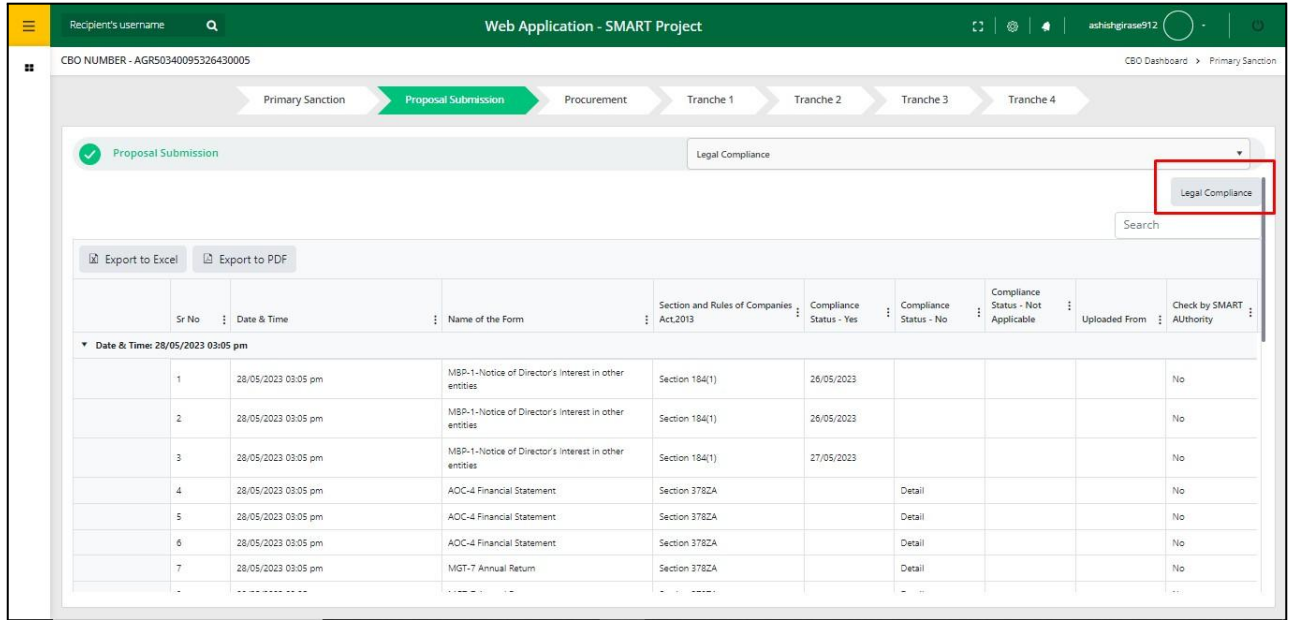 Recipient's username
Web Application - SMART Project
ashishgirase912
CBO NUMBER - AGR50340095326430005
CBO Dashboard > Primary Sanction
Primary Sanction
Proposal Submission
Procurement
Tranche 1
Tranche 2
Tranche 3
Tranche 4
Proposal Submission
Legal Compliance
Legal Compliance
Search
Export to Excel
Export to PDF
Sr No
Date & Time
Name of the Form
Section and Rules of Companies
Act,2013
Compliance
Status - Yes
Compliance
Status - No
Compliance
Status - Not
Applicable
Uploaded From
Check by SMART
AUthority
Date & Time: 28/05/2023 03:05 pm
1 28/05/2023 03:05 pm MBP-1-Notice of Director's Interest in other
entities
Section 184(1) 26/05/2023 No
2 28/05/2023 03:05 pm MBP-1-Notice of Director's Interest in other
entities
Section 184(1) 26/05/2023 No
3 28/05/2023 03:05 pm MBP-1-Notice of Director's Interest in other
entities
Section 184(1) 27/05/2023 No
4 28/05/2023 03:05 pm AOC-4 Financial Statement Section 378ZA Detail No
5 28/05/2023 03:05 pm AOC-4 Financial Statement Section 378ZA Detail No
6 28/05/2023 03:05 pm AOC-4 Financial Statement Section 378ZA Detail No
7 28/05/2023 03:05 pm MGT-7 Annual Return Section 378ZA Detail No